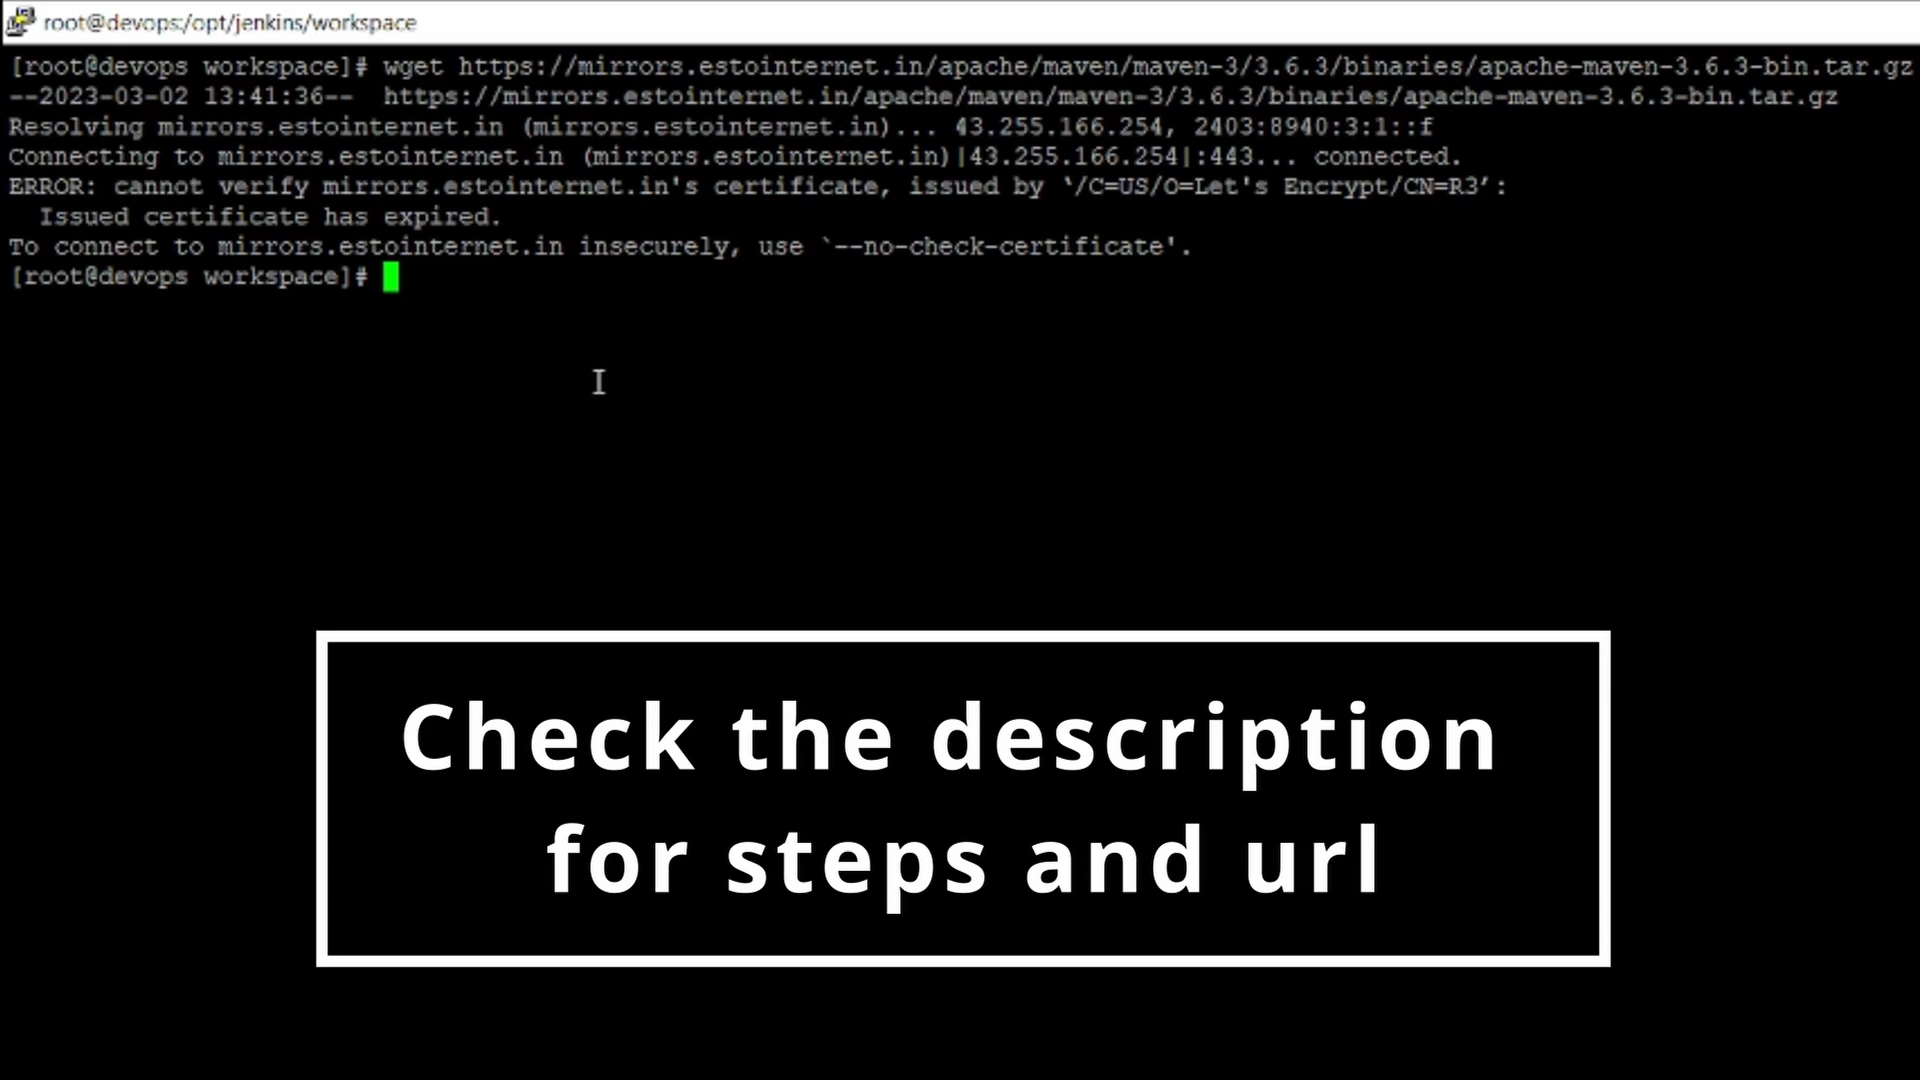 root@devops:/opt/jenkins/workspace
[root@devops workspace]# wget https://mirrors.estointernet.in/apache/maven/maven-3/3.6.3/binaries/apache-maven-3.6.3-bin.tar.gz
--2023-03-02 13:41:36--  https://mirrors.estointernet.in/apache/maven/maven-3/3.6.3/binaries/apache-maven-3.6.3-bin.tar.gz
Resolving mirrors.estointernet.in (mirrors.estointernet.in)... 43.255.166.254, 2403:8940:3:1::f
Connecting to mirrors.estointernet.in (mirrors.estointernet.in)|43.255.166.254|:443... connected.
ERROR: cannot verify mirrors.estointernet.in's certificate, issued by ‘/C=US/O=Let's Encrypt/CN=R3’:
  Issued certificate has expired.
To connect to mirrors.estointernet.in insecurely, use `--no-check-certificate'.
[root@devops workspace]#
Check the description
for steps and url